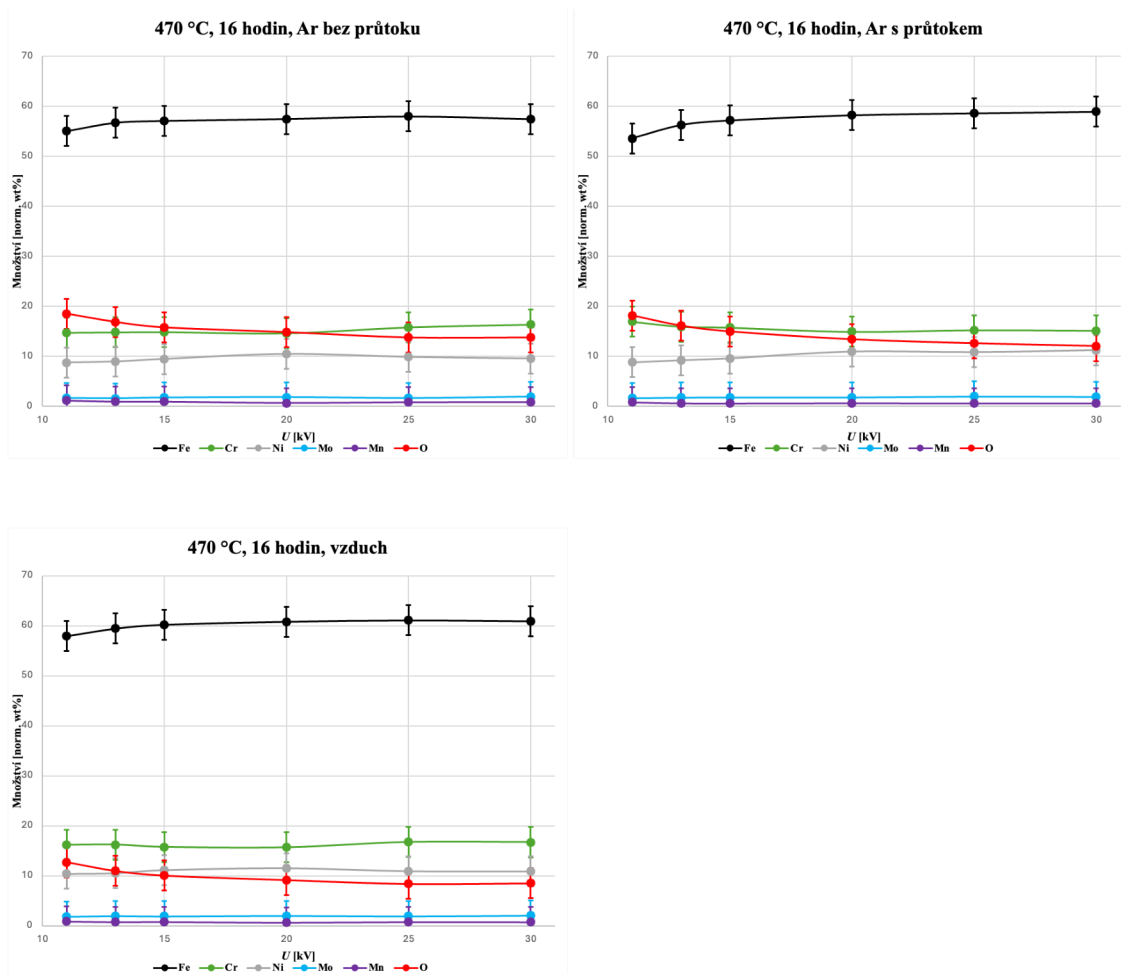 470 °C, 16 hodin, Ar bez průtoku
Množství [norm. wt%]
70
60
50
40
30
20
10
0
10 15 20 25 30
U [kV]
Fe Cr Ni Mo Mn O
470 °C, 16 hodin, Ar s průtokem
Množství [norm. wt%]
70
60
50
40
30
20
10
0
10 15 20 25 30
U [kV]
Fe Cr Ni Mo Mn O
470 °C, 16 hodin, vzduch
Množství [norm. wt%]
70
60
50
40
30
20
10
0
10 15 20 25 30
U [kV]
Fe Cr Ni Mo Mn O